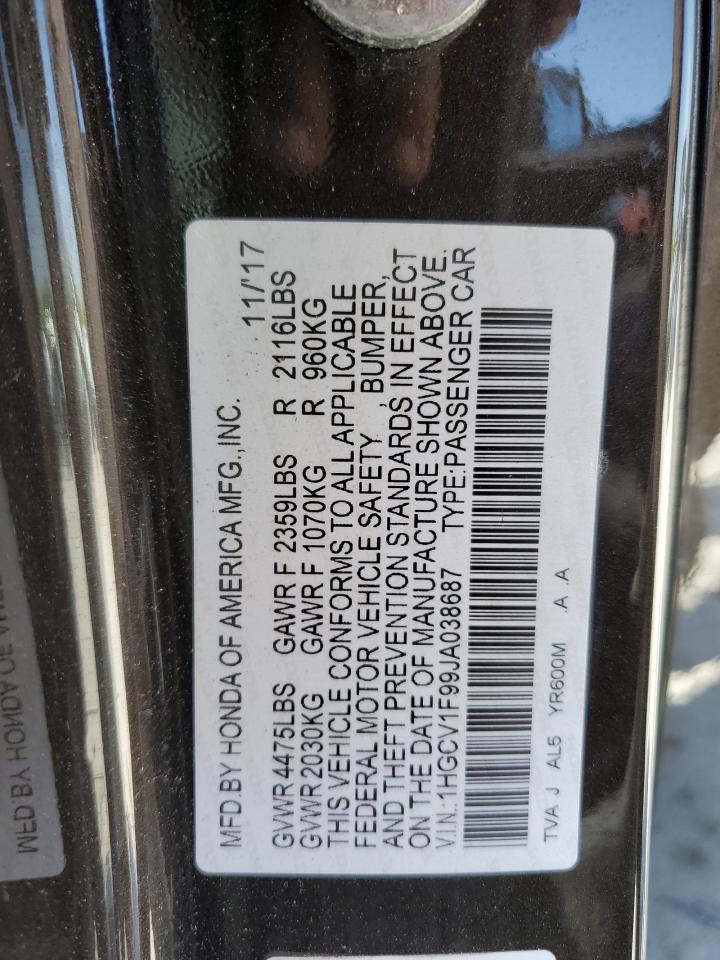 MFD.BY HONDA OF AMERICA MFG.,INC. 11/'17
GVWR 4475LBS GAWR F 2359LBS R 2116LBS
GVWR 2030KG GAWR F 1070KG R 960KG
THIS VEHICLE CONFORMS TO ALL APPLICABLE
FEDERAL MOTOR VEHICLE SAFETY , BUMPER,
AND THEFT PREVENTION STANDARDS IN EFFECT
ON THE DATE OF MANUFACTURE SHOWN ABOVE.
V.I.N.:1HGCV1F99JA038687 TYPE:PASSENGER CAR
TVA J AL5 YR600M .A .A
MFD.BY HONDA OF